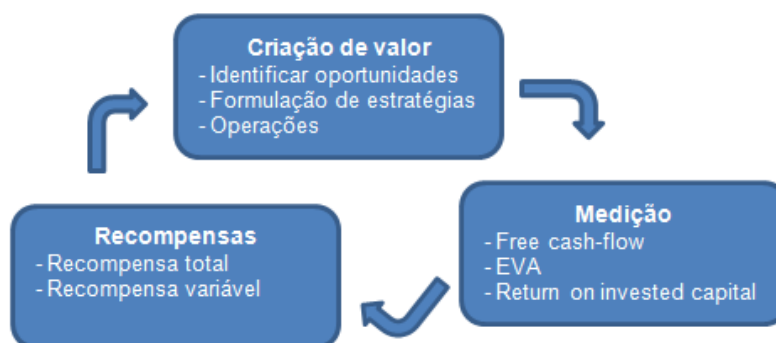 Criação de valor
- Identificar oportunidades
- Formulação de estratégias
- Operações
Medição
- Free cash-flow
- EVA
- Return on invested capital
Recompensas
- Recompensa total
- Recompensa variável